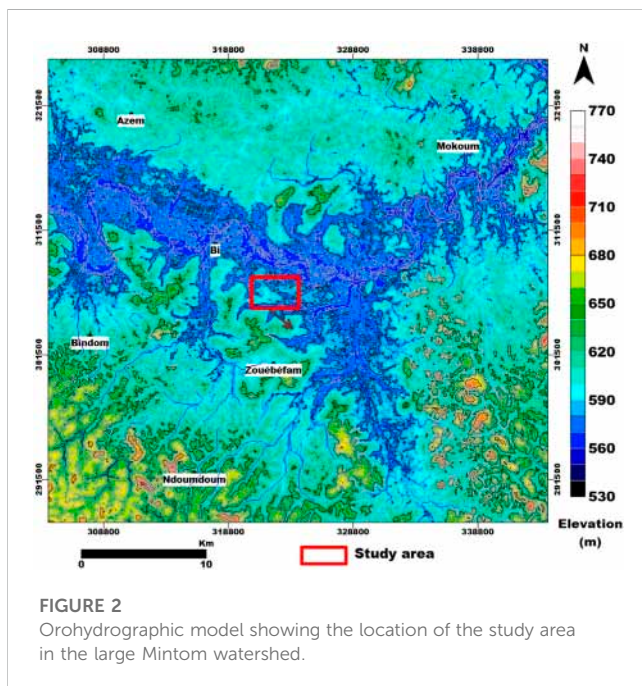 308800 318800 328800 338800
N
321500 321500
311500 311500
301500 301500
291500 291500
Azem
Mokoum
Bi
Bindom
Zouébéfam
Ndoumdoum
770
740
710
680
650
620
590
560
530
Elevation
(m)
308800 318800 328800 338800
Km
0 10
Study area
FIGURE 2
Orohydrographic model showing the location of the study area
in the large Mintom watershed.